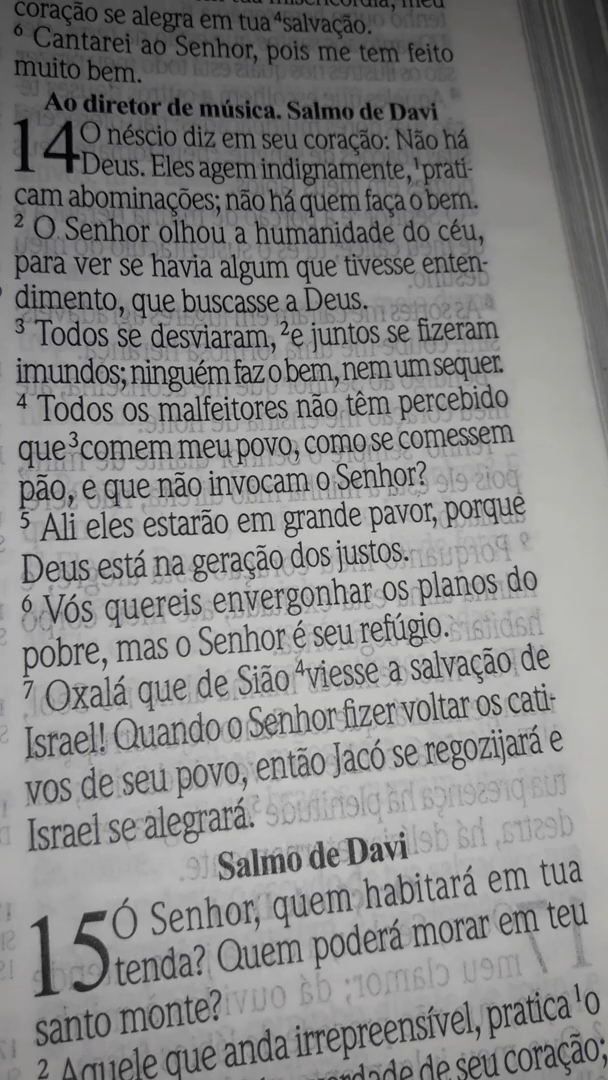 coração se alegra em tua ⁴salvação.
⁶ Cantarei ao Senhor, pois me tem feito
muito bem.
Ao diretor de música. Salmo de Davi
14 O néscio diz em seu coração: Não há
Deus. Eles agem indignamente, ¹prati-
cam abominações; não há quem faça o bem.
² O Senhor olhou a humanidade do céu,
para ver se havia algum que tivesse enten-
dimento, que buscasse a Deus.
³ Todos se desviaram, ²e juntos se fizeram
imundos; ninguém faz o bem, nem um sequer.
⁴ Todos os malfeitores não têm percebido
que ³comem meu povo, como se comessem
pão, e que não invocam o Senhor?
⁵ Ali eles estarão em grande pavor, porque
Deus está na geração dos justos.
⁶ Vós quereis envergonhar os planos do
pobre, mas o Senhor é seu refúgio.
⁷ Oxalá que de Sião ⁴viesse a salvação de
Israel! Quando o Senhor fizer voltar os cati-
vos de seu povo, então Jacó se regozijará e
Israel se alegrará.
Salmo de Davi
15 Ó Senhor, quem habitará em tua
tenda? Quem poderá morar em teu
santo monte?
² Aquele que anda irrepreensível, pratica ¹o
de seu coração;